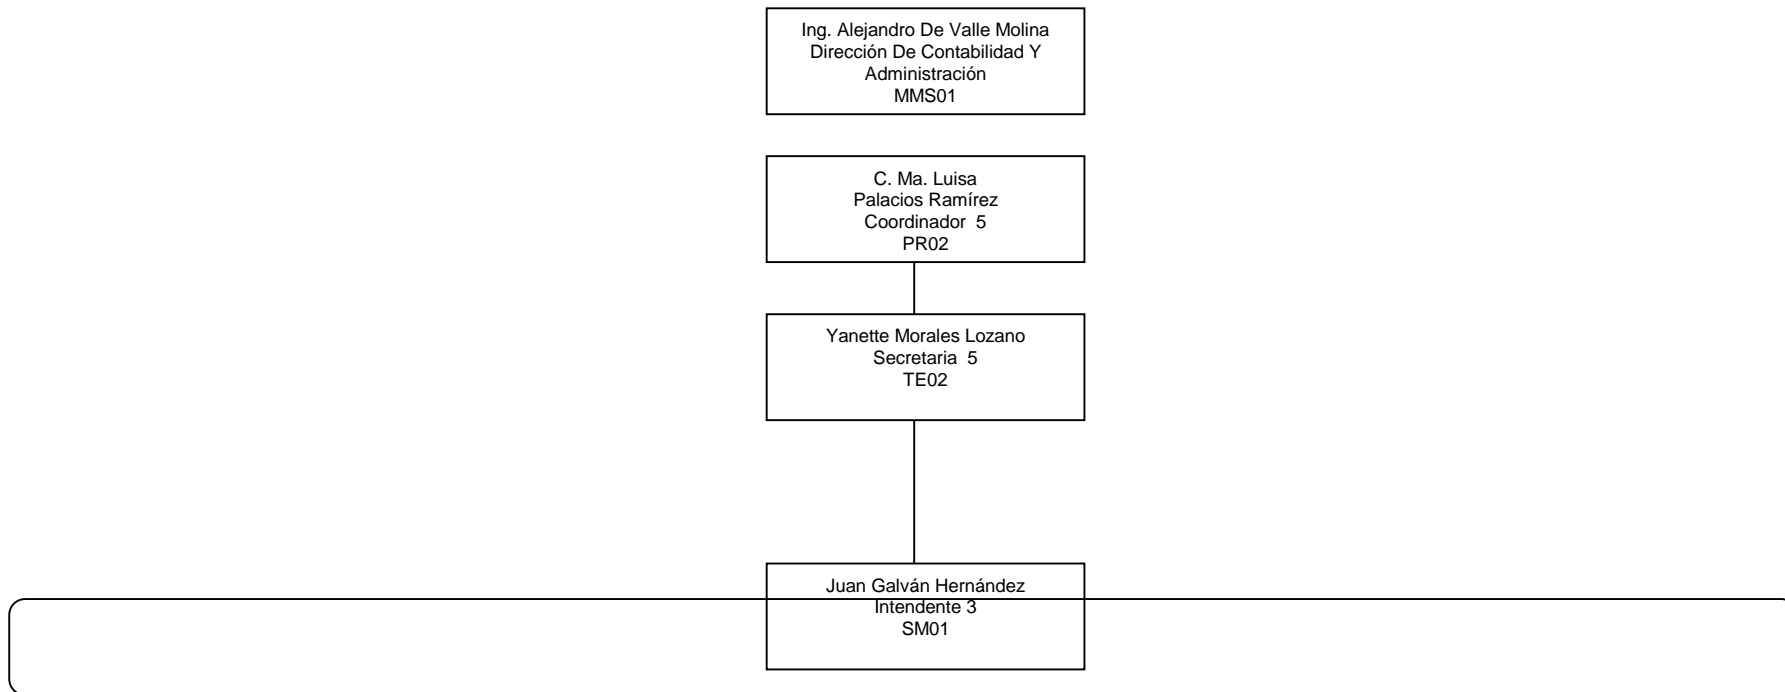 Ing. Alejandro De Valle Molina
Dirección De Contabilidad Y
Administración
MMS01
C. Ma. Luisa
Palacios Ramírez
Coordinador 5
PR02
Yanette Morales Lozano
Secretaria 5
TE02
Juan Galván Hernández
Intendente 3
SM01